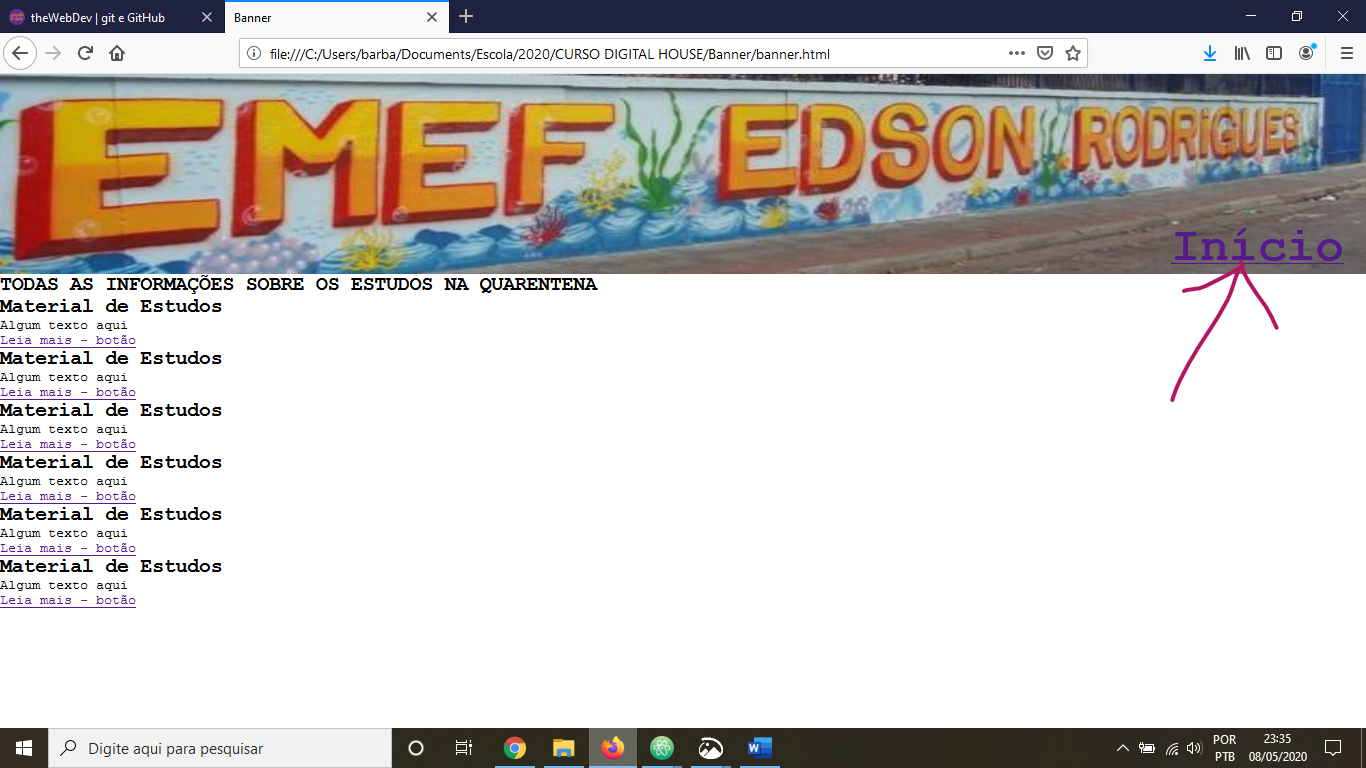 theWebDev | git e GitHub
Banner
file:///C:/Users/barba/Documents/Escola/2020/CURSO DIGITAL HOUSE/Banner/banner.html
EMEF EDSON RODRIGUES
Início
TODAS AS INFORMAÇÕES SOBRE OS ESTUDOS NA QUARENTENA
Material de Estudos
Algum texto aqui
Leia mais - botão
Material de Estudos
Algum texto aqui
Leia mais - botão
Material de Estudos
Algum texto aqui
Leia mais - botão
Material de Estudos
Algum texto aqui
Leia mais - botão
Material de Estudos
Algum texto aqui
Leia mais - botão
Material de Estudos
Algum texto aqui
Leia mais - botão
Digite aqui para pesquisar
POR
PTB
23:35
08/05/2020